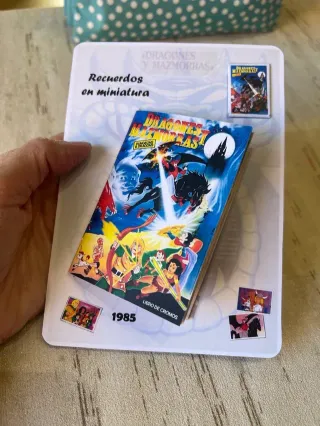 «DRAGONES
Y MAZMORRAS»
Recuerdos
en miniatura
DRAGONES Y
MAZMORRAS
LIBRO DE CROMOS
1985